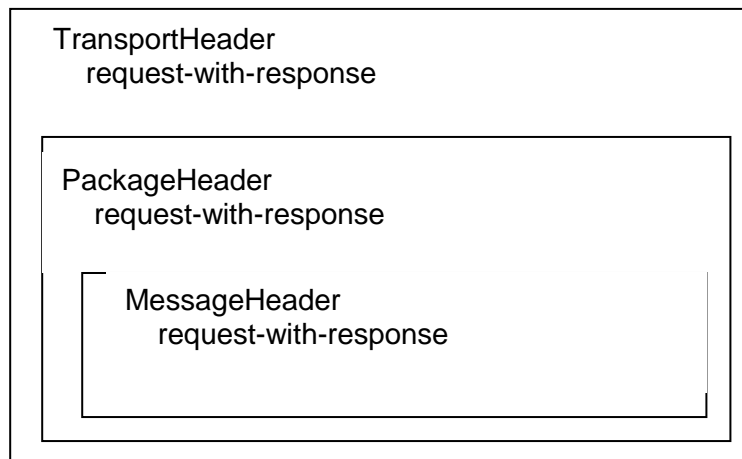 TransportHeader
request-with-response
PackageHeader
request-with-response
MessageHeader
request-with-response